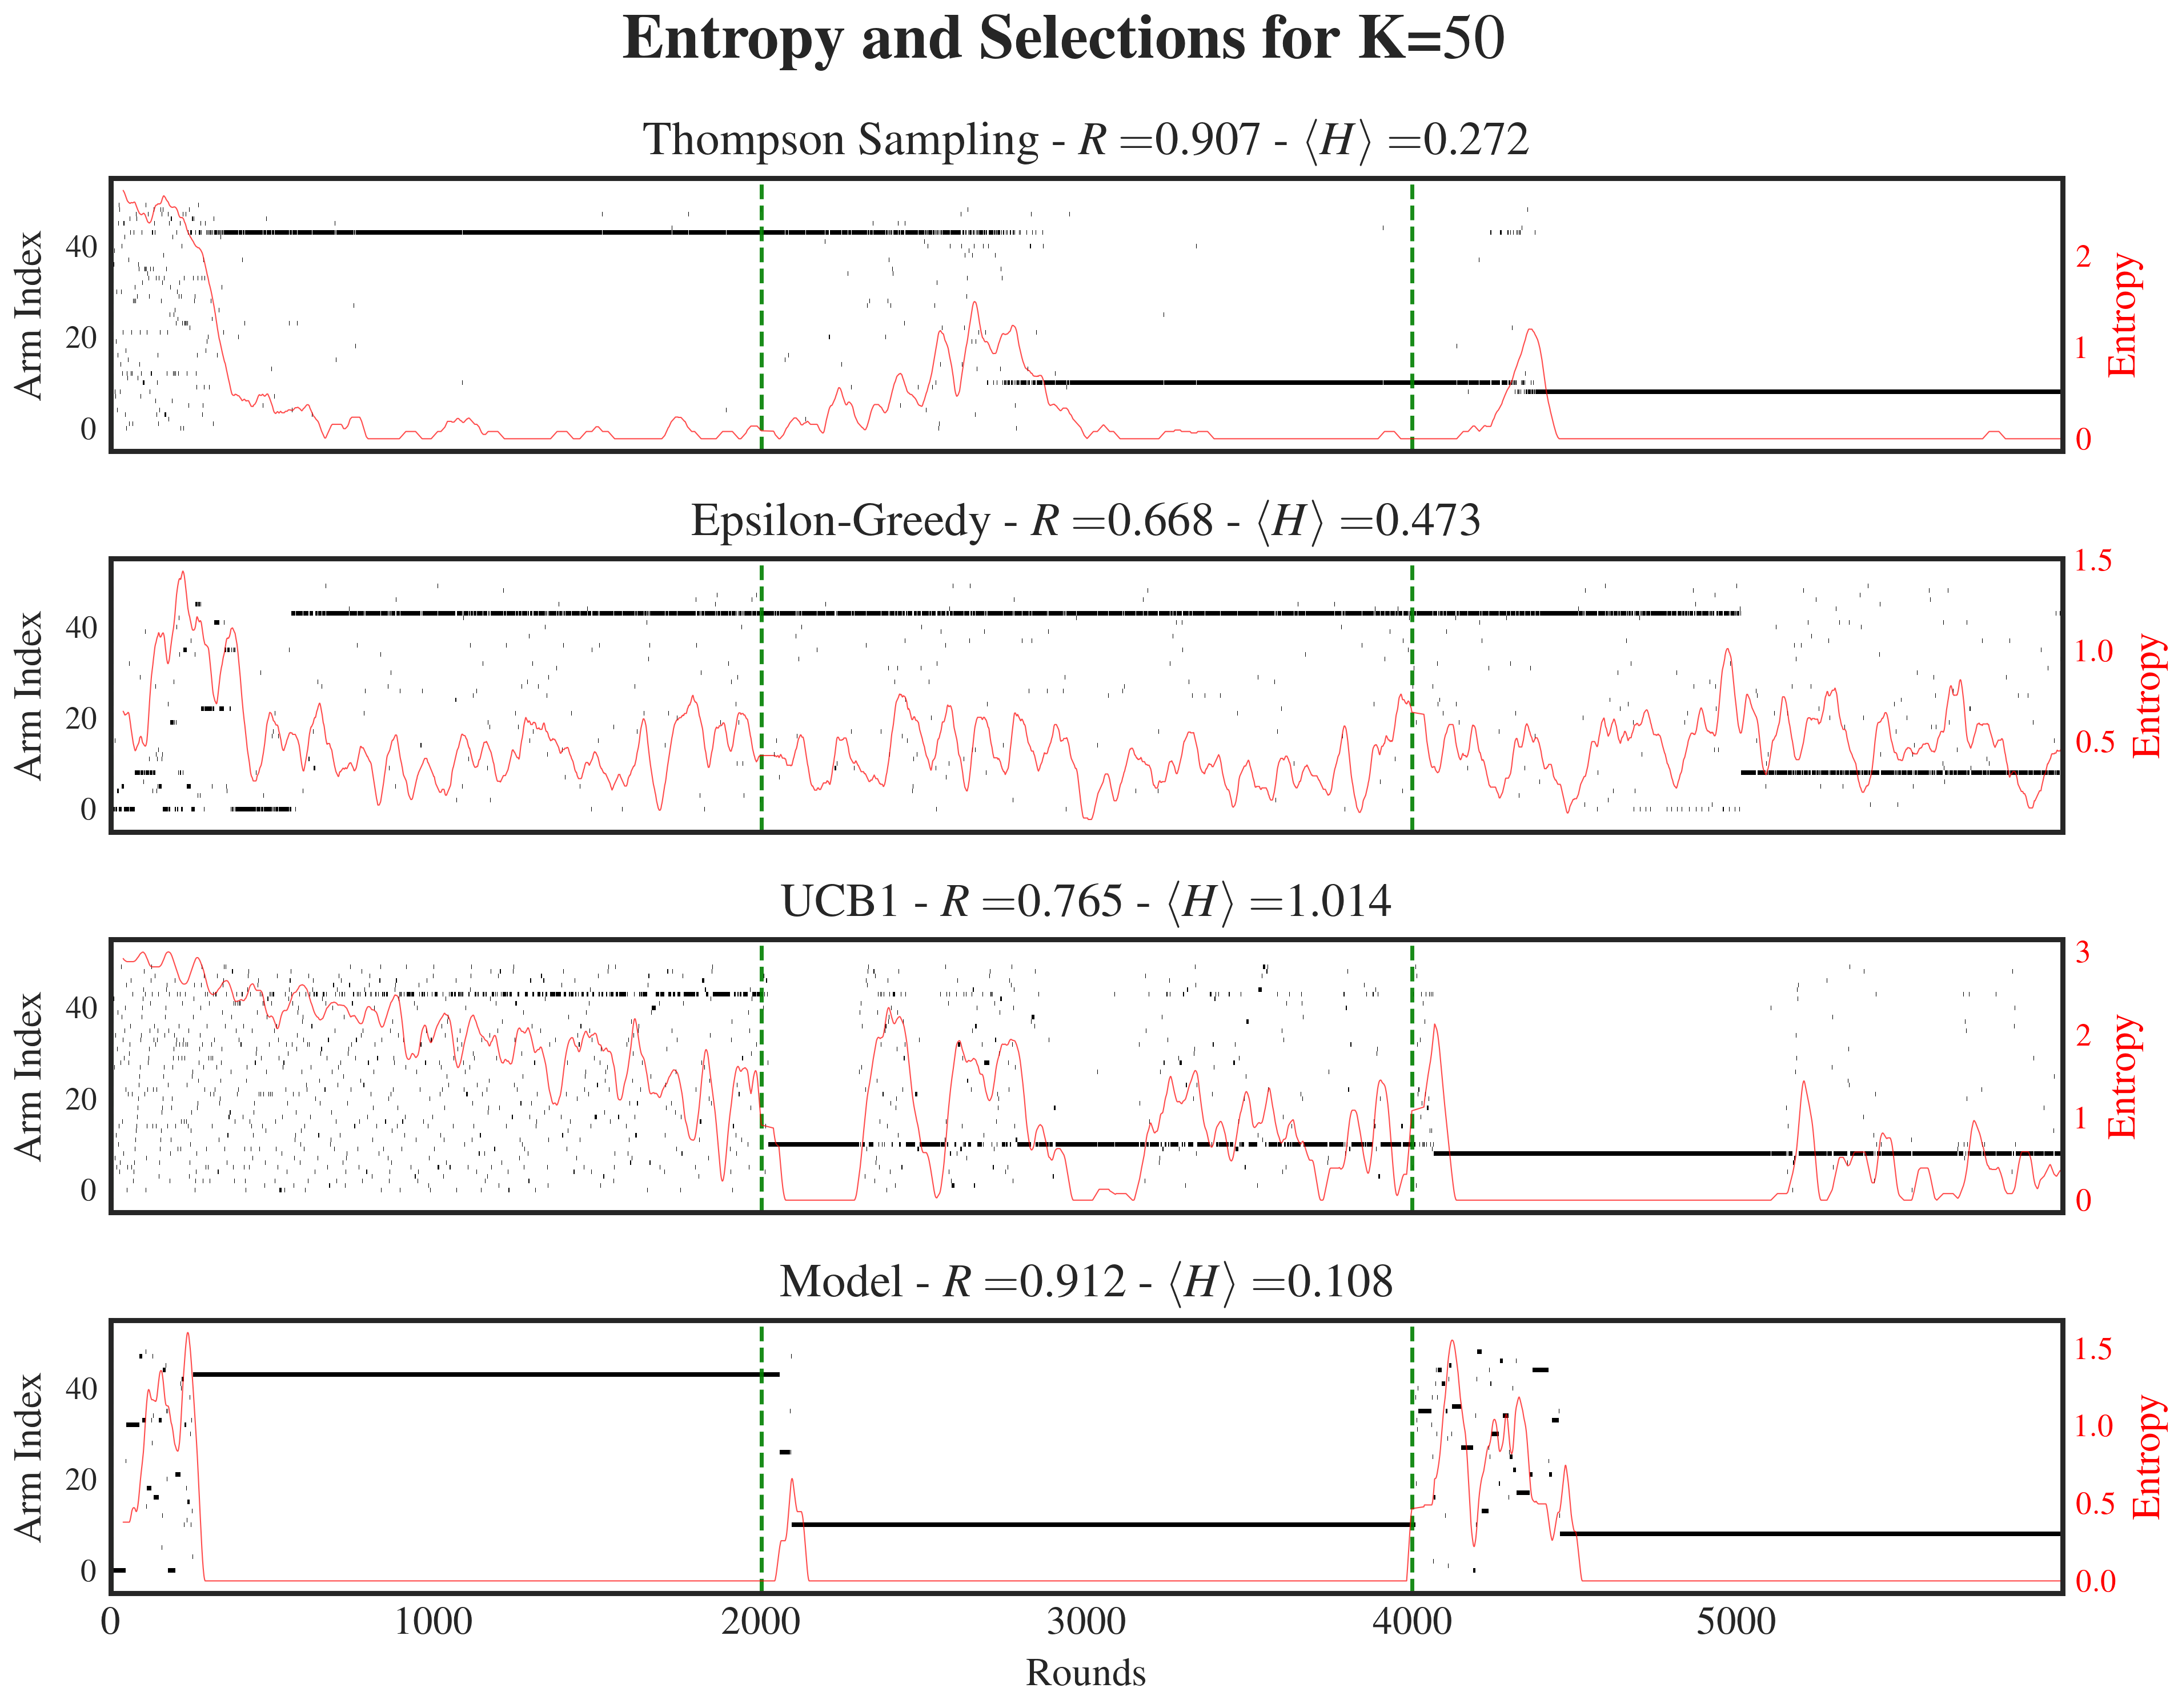 Entropy and Selections for K=50
Thompson Sampling - R =0.907 - ⟨H⟩ =0.272
Arm Index
40
20
0
2
1
0
Entropy
Epsilon-Greedy - R =0.668 - ⟨H⟩ =0.473
Arm Index
40
20
0
1.5
1.0
0.5
Entropy
UCB1 - R =0.765 - ⟨H⟩ =1.014
Arm Index
40
20
0
3
2
1
0
Entropy
Model - R =0.912 - ⟨H⟩ =0.108
Arm Index
40
20
0
1.5
1.0
0.5
0.0
Entropy
0 1000 2000 3000 4000 5000
Rounds